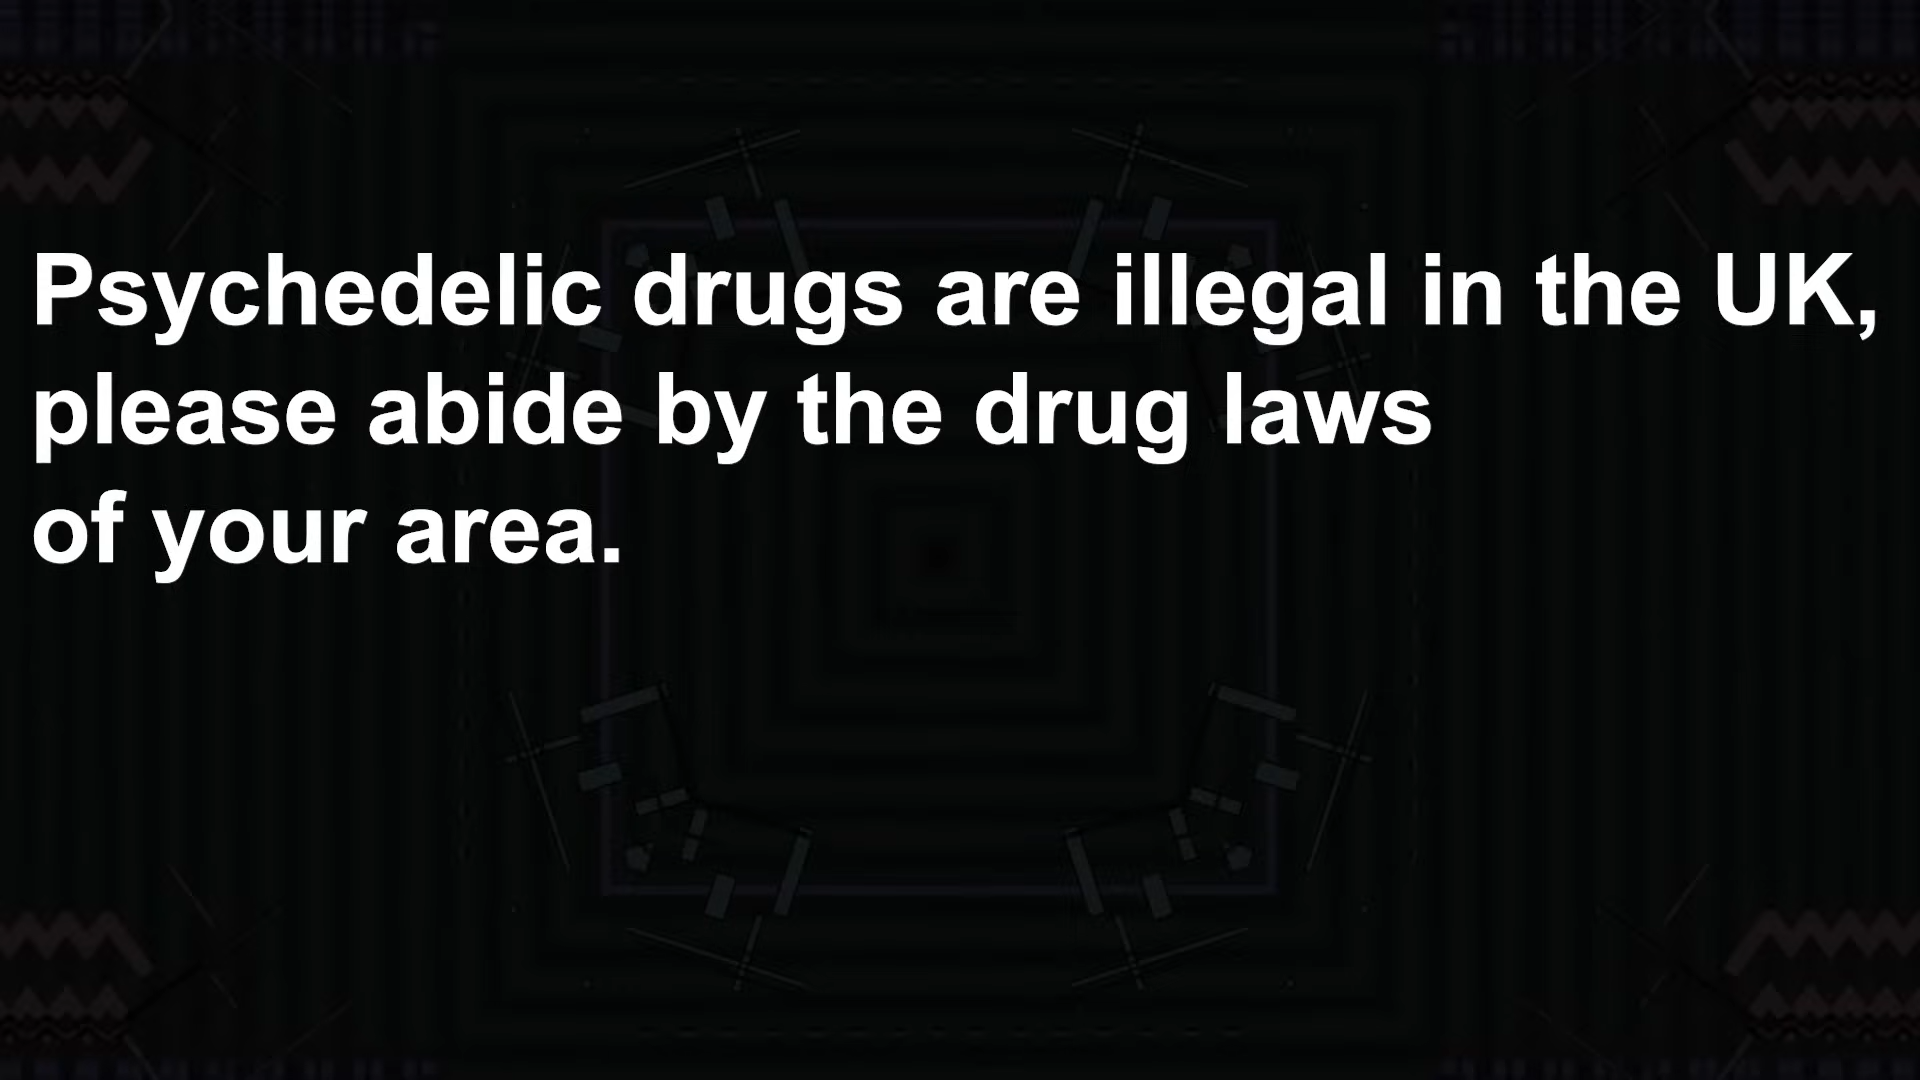 Psychedelic drugs are illegal in the UK,
please abide by the drug laws
of your area.